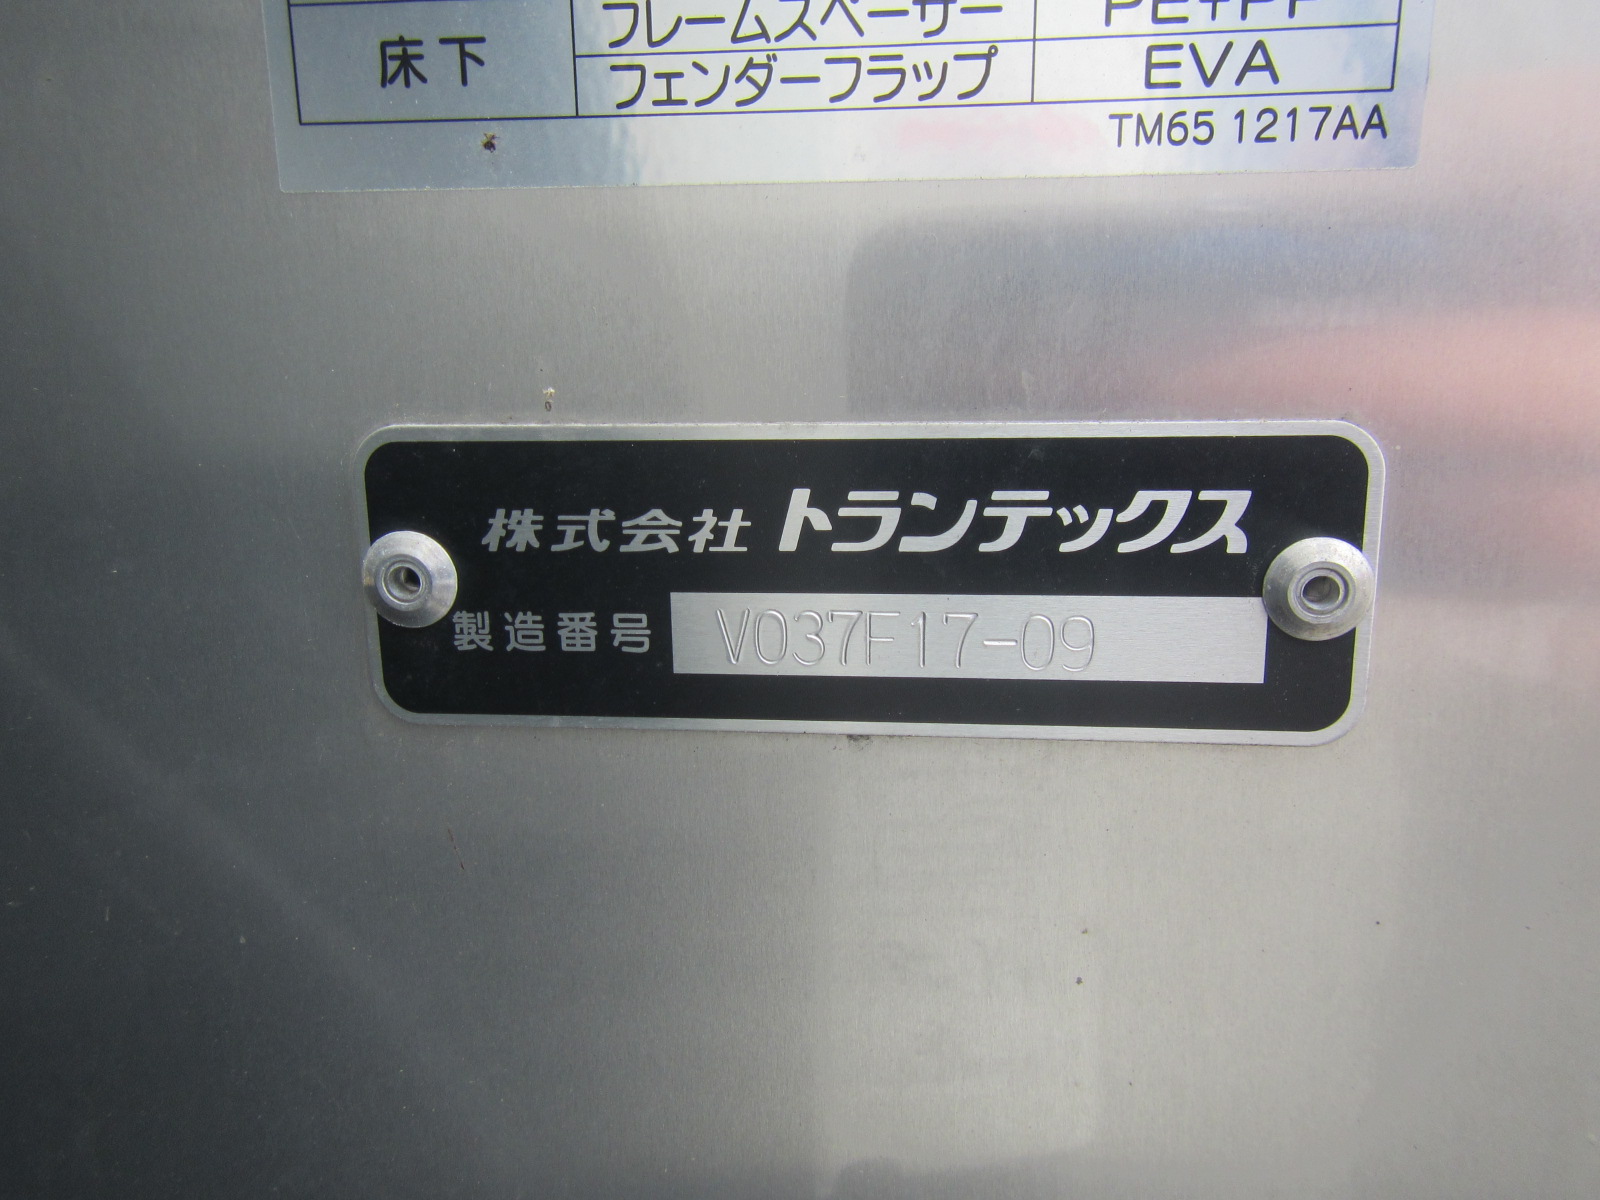 フレームスペーサー PE+PP
床下 フェンダーフラップ EVA
TM65 1217AA
株式会社トランテックス
製造番号 V037F17-09